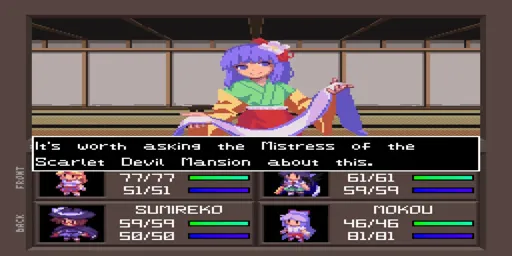 It's worth asking the Mistress of the
Scarlet Devil Mansion about this.
FRONT
77/77
51/51
61/61
59/59
BACK
SUMIREKO
59/59
50/50
MOKOU
46/46
81/81